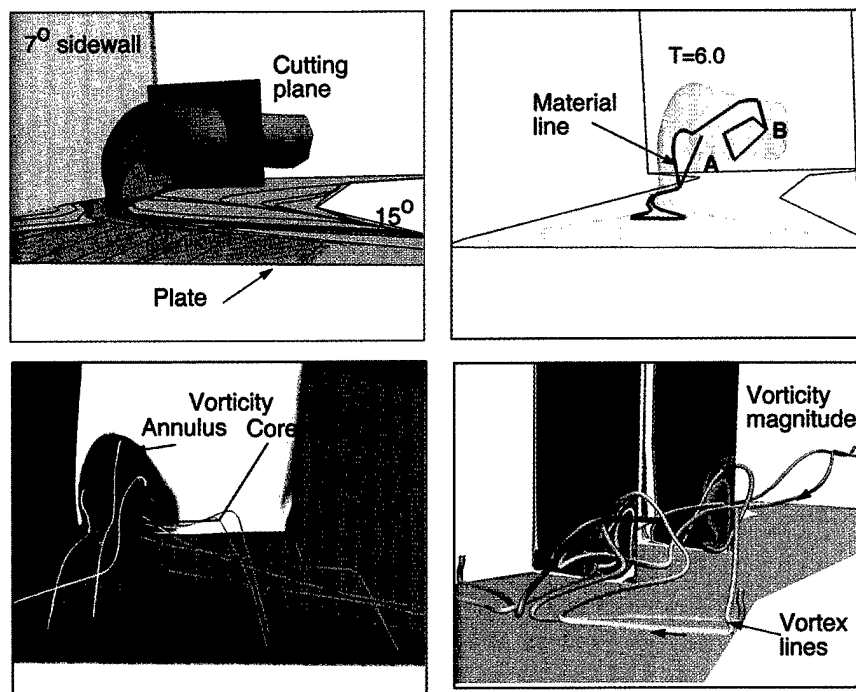 7° sidewall
Cutting
plane
15°
Plate
T=6.0
Material
line
A
B
Vorticity
Annulus Core
Vorticity
magnitude
Vortex
lines